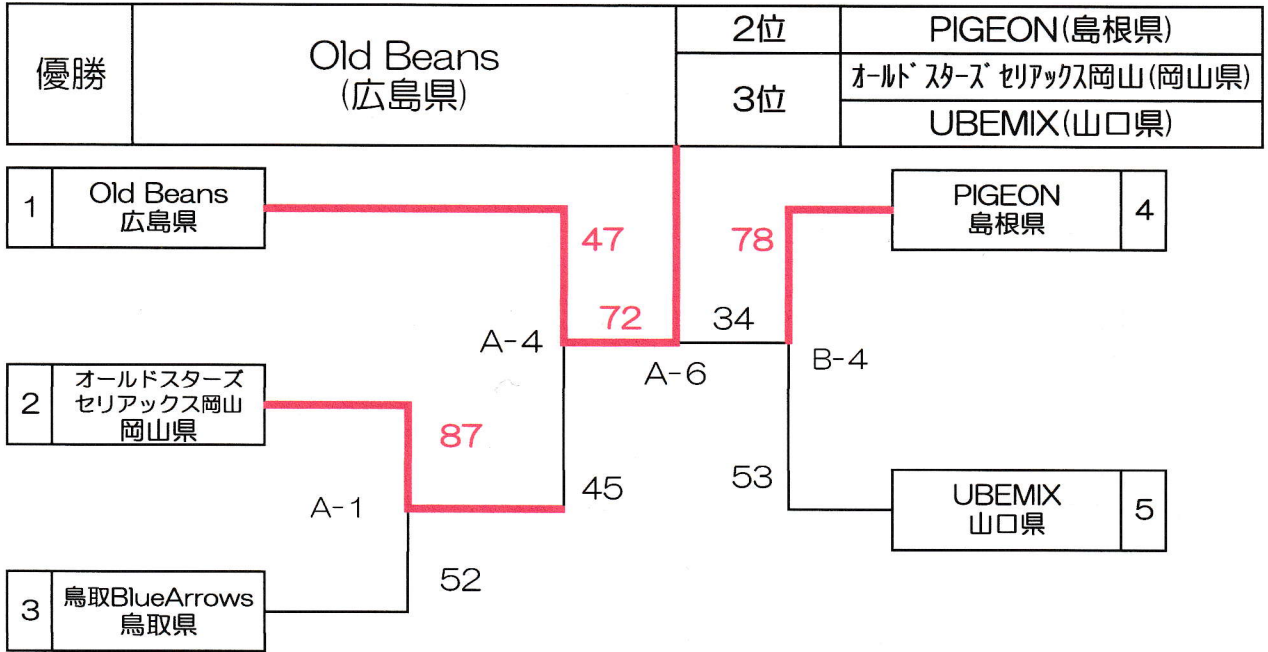 優勝
Old Beans
(広島県)
2位
PIGEON(島根県)
3位
オールドスターズセリアックス岡山(岡山県)
UBEMIX(山口県)
1
Old Beans
広島県
PIGEON
島根県
4
47
78
72
34
A-4
A-6
B-4
2
オールドスターズ
セリアックス岡山
岡山県
87
45
53
A-1
UBEMIX
山口県
5
52
3
鳥取BlueArrows
鳥取県